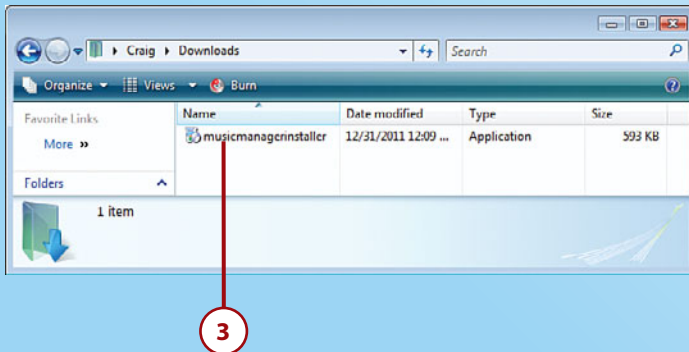 Craig Downloads Search
Organize Views Burn
Favorite Links
More »
Folders
Name Date modified Type Size
musicmanagerinstaller 12/31/2011 12:09 ... Application 593 KB
1 item
3